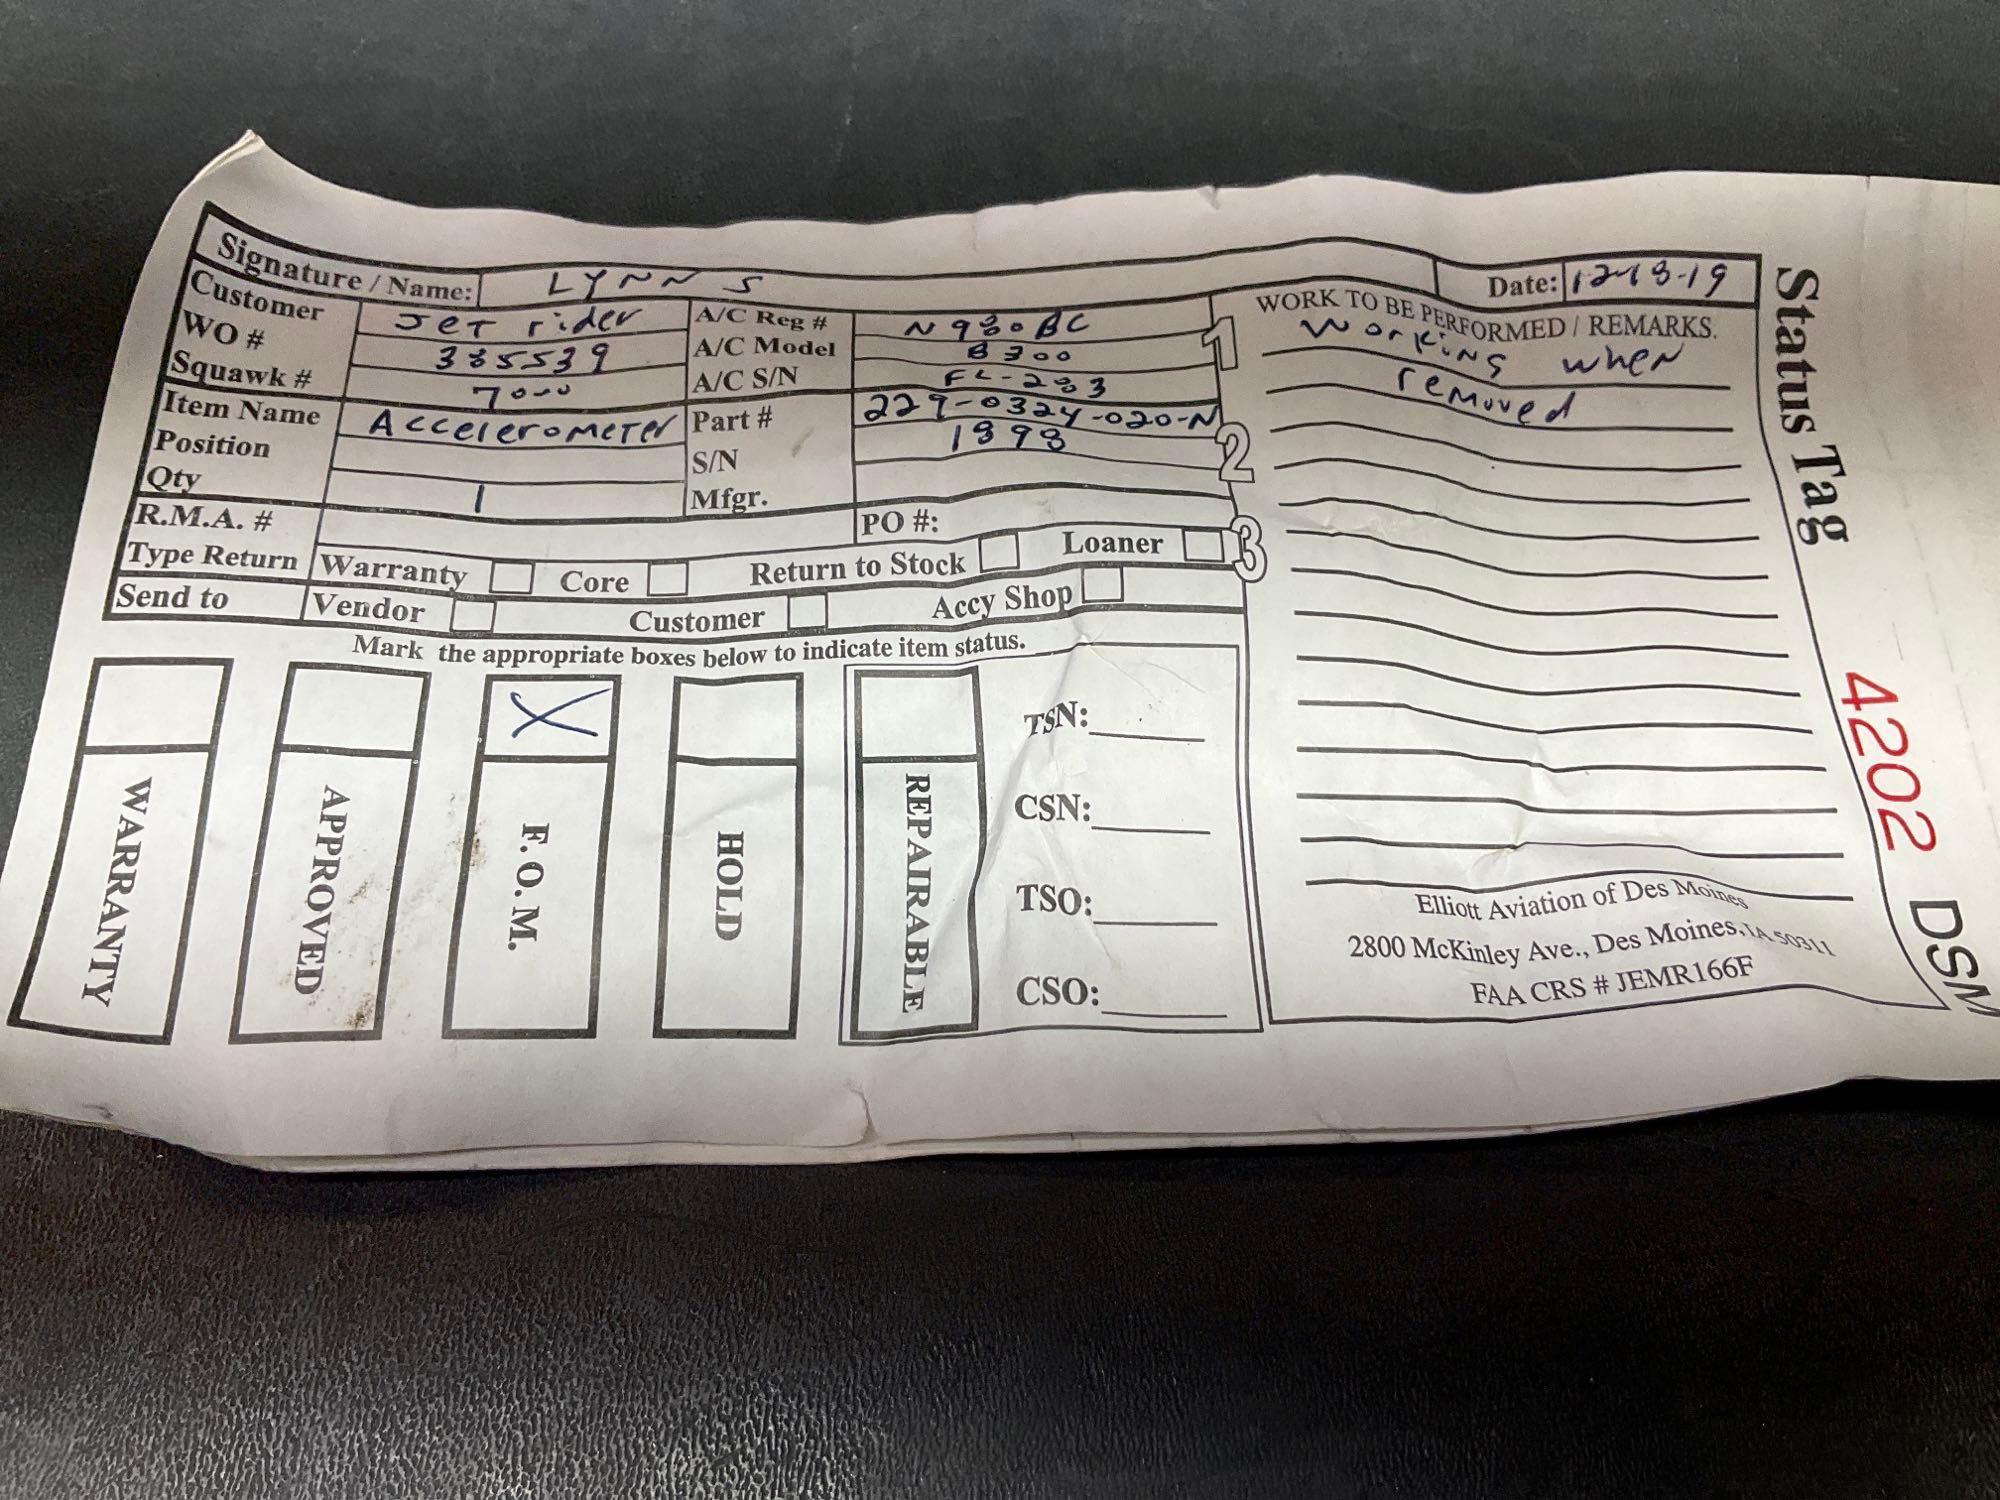 Status Tag 4202 DSM
Signature / Name: LYNN S Date: 12-18-19
Customer Jet rider A/C Reg # N980BC
WO # 385539 A/C Model B300
Squawk # 7000 A/C S/N FL-283
Item Name Accelerometer Part # 229-0324-020-N
Position S/N 1898
Qty 1 Mfgr.
R.M.A. # PO #:
Type Return Warranty Core Return to Stock Loaner
Send to Vendor Customer Accy Shop
1
2
3
WORK TO BE PERFORMED / REMARKS.
Working when
removed
Mark the appropriate boxes below to indicate item status.
WARRANTY
APPROVED
X F.O.M.
HOLD
REPAIRABLE
TSN:
CSN:
TSO:
CSO:
Elliott Aviation of Des Moines
2800 McKinley Ave., Des Moines, IA 50311
FAA CRS # JEMR166F